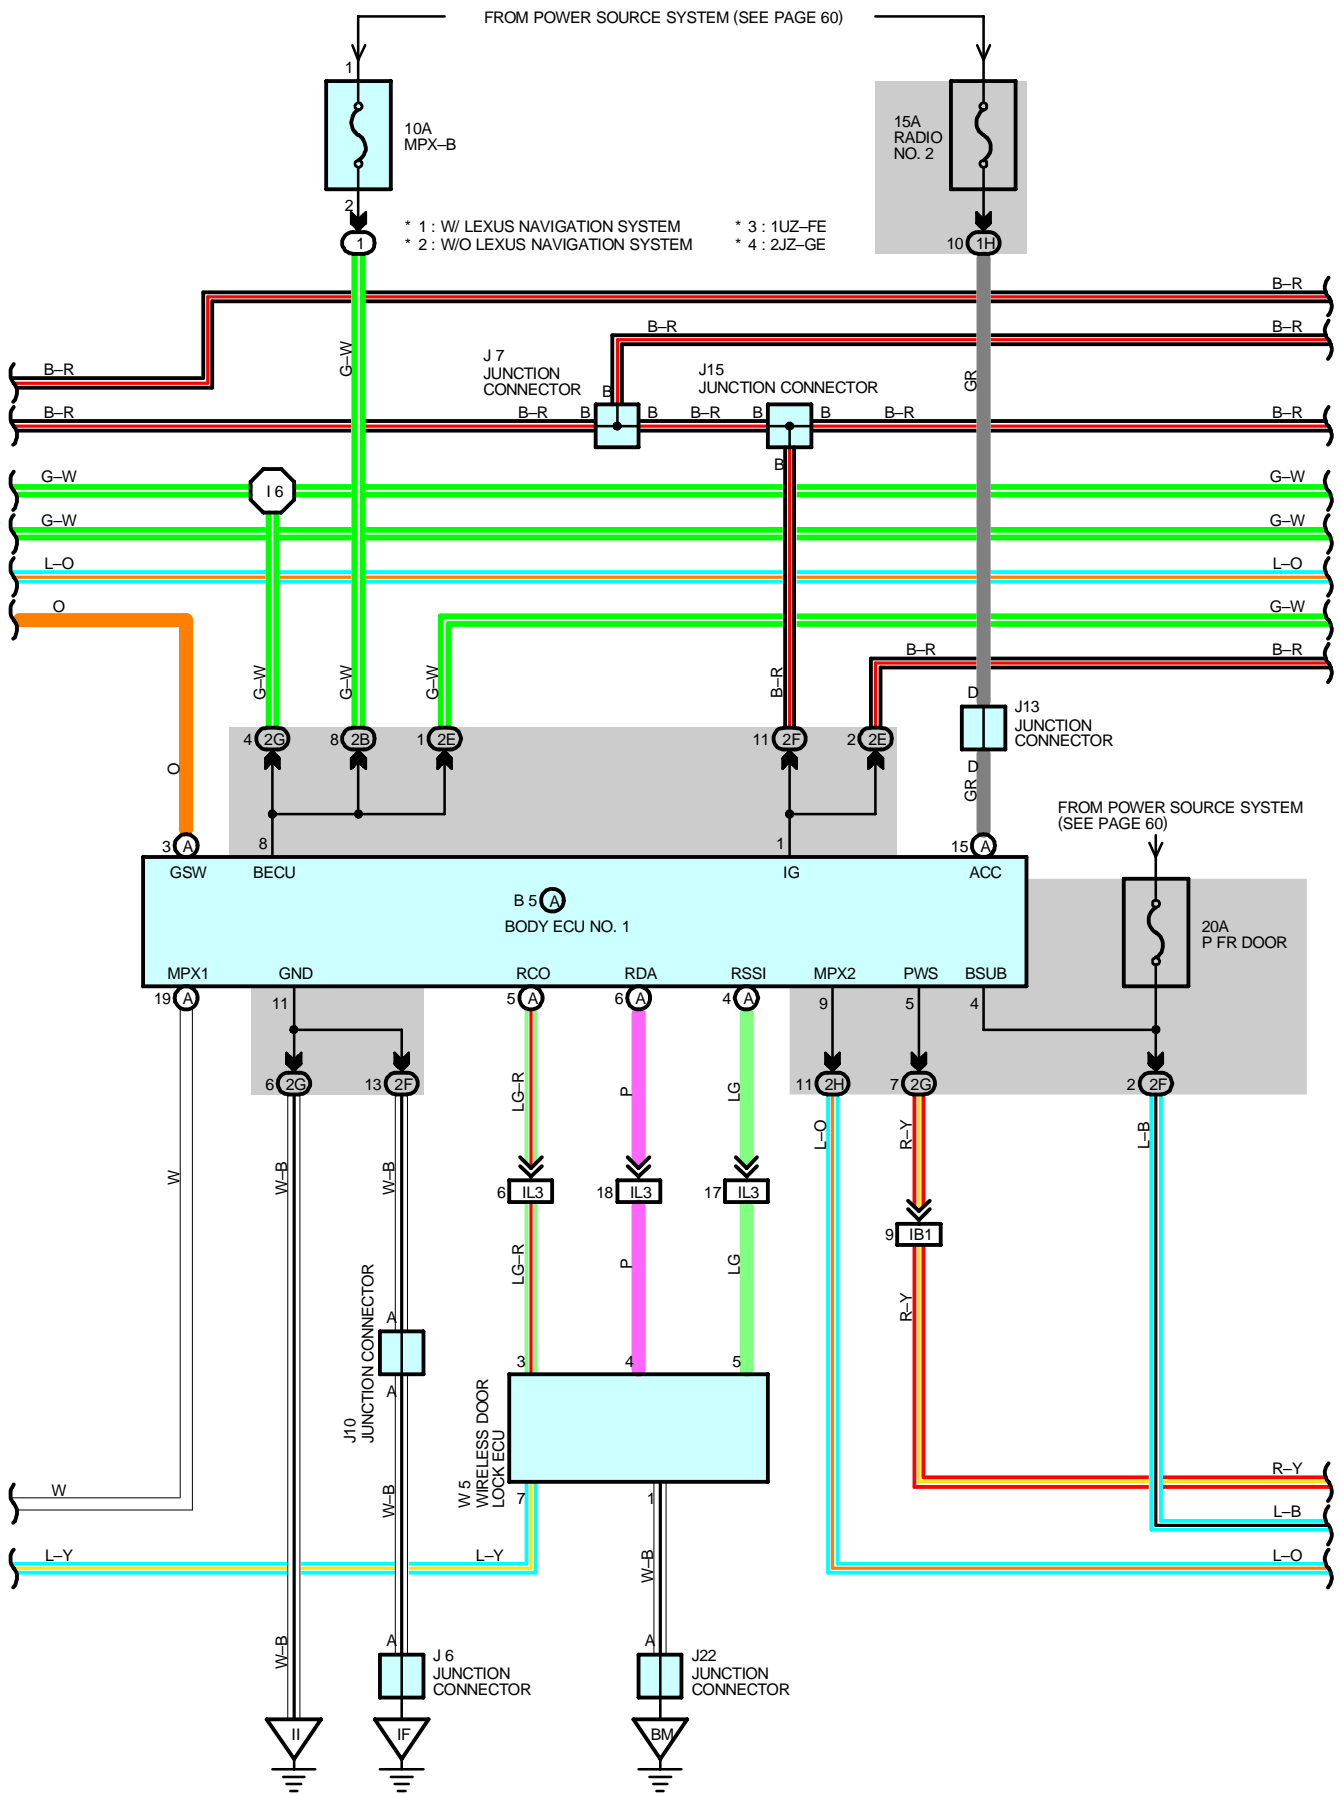 FROM POWER SOURCE SYSTEM (SEE PAGE 60)
1
10A
MPX–B
15A
RADIO
NO. 2
2
1
* 1 : W/ LEXUS NAVIGATION SYSTEM
* 2 : W/O LEXUS NAVIGATION SYSTEM
* 3 : 1UZ–FE
* 4 : 2JZ–GE
10 1H
B–R
B–R
B–R
G–W
J 7
JUNCTION
CONNECTOR
J15
JUNCTION CONNECTOR
GR
B–R
B
B–R
B–R
B
B
B–R
B
B
B–R
B–R
B
G–W
I 6
G–W
G–W
G–W
L–O
L–O
O
G–W
B–R
B–R
G–W
G–W
G–W
B–R
D
J13
JUNCTION
CONNECTOR
4 2G
8 2B
1 2E
11 2F
2 2E
O
D
GR
FROM POWER SOURCE SYSTEM
(SEE PAGE 60)
3 A
8
1
15 A
GSW
BECU
IG
ACC
B 5 A
BODY ECU NO. 1
20A
P FR DOOR
MPX1
GND
RCO
RDA
RSSI
MPX2
PWS
BSUB
19 A
11
5 A
6 A
4 A
9
5
4
6 2G
13 2F
11 2H
7 2G
2 2F
LG–R
P
LG
L–O
R–Y
L–B
W
W–B
W–B
6 IL3
18 IL3
17 IL3
9 IB1
LG–R
P
LG
R–Y
A
J10
JUNCTION CONNECTOR
A
3
4
5
W 5
WIRELESS DOOR
LOCK ECU
R–Y
W
W–B
7
1
L–B
L–Y
L–Y
L–O
W–B
W–B
A
J 6
JUNCTION
CONNECTOR
A
J22
JUNCTION
CONNECTOR
II
IF
BM